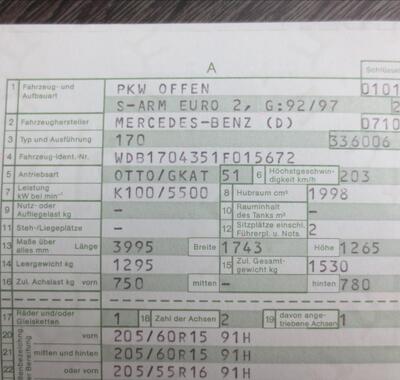 A
Schlüsse
1 Fahrzeug- und Aufbauart PKW OFFEN 0101
S-ARM EURO 2, G:92/97 2
2 Fahrzeughersteller MERCEDES-BENZ (D) 0710
3 Typ und Ausführung 170 336006
4 Fahrzeug-Ident.-Nr. WDB1704351F015672
5 Antriebsart OTTO/GKAT 51 6 Höchstgeschwindigkeit km/h 203
7 Leistung kW bei min⁻¹ K100/5500 8 Hubraum cm³ 1998
9 Nutz- oder Aufliegelast kg – 10 Rauminhalt des Tanks m³ –
11 Steh-/Liegeplätze – 12 Sitzplätze einschl. Führerpl. u. Nots. 2
13 Maße über alles mm Länge 3995 Breite 1743 Höhe 1265
14 Leergewicht kg 1295 15 Zul. Gesamtgewicht kg 1530
16 Zul. Achslast kg vorn 750 mitten – hinten 780
17 Räder und/oder Gleisketten 1 18 Zahl der Achsen 2 19 davon angetriebene Achsen 1
20 vorn 205/60R15 91H
21 mitten und hinten 205/60R15 91H
22 oder vorn 205/55R16 91H